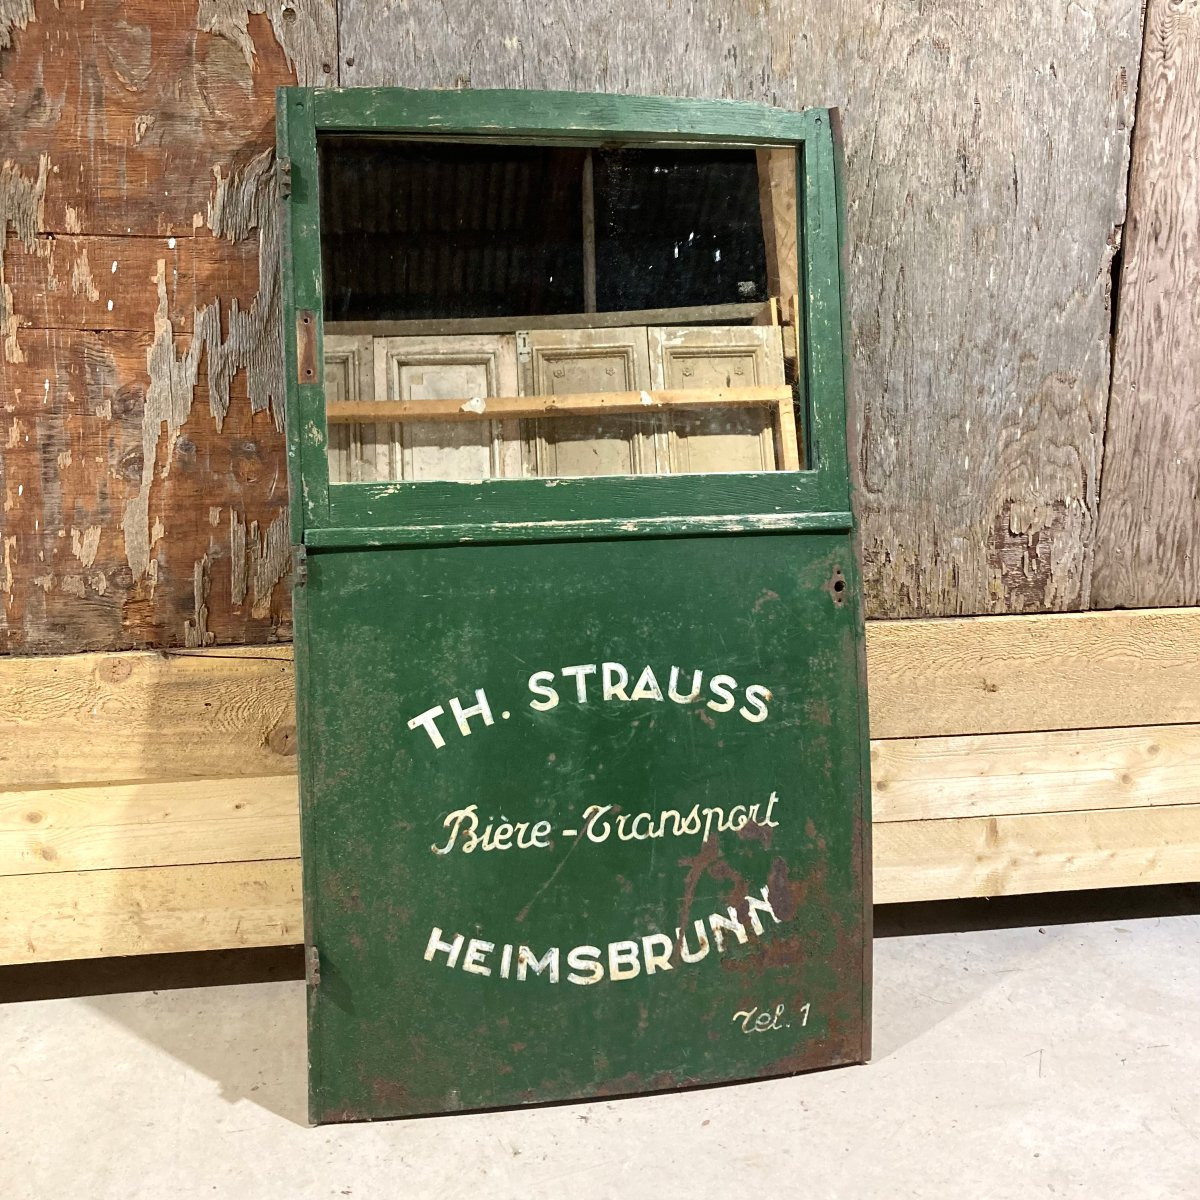 TH. STRAUSS
Bière-Transport
HEIMSBRUNN
Tel. 1